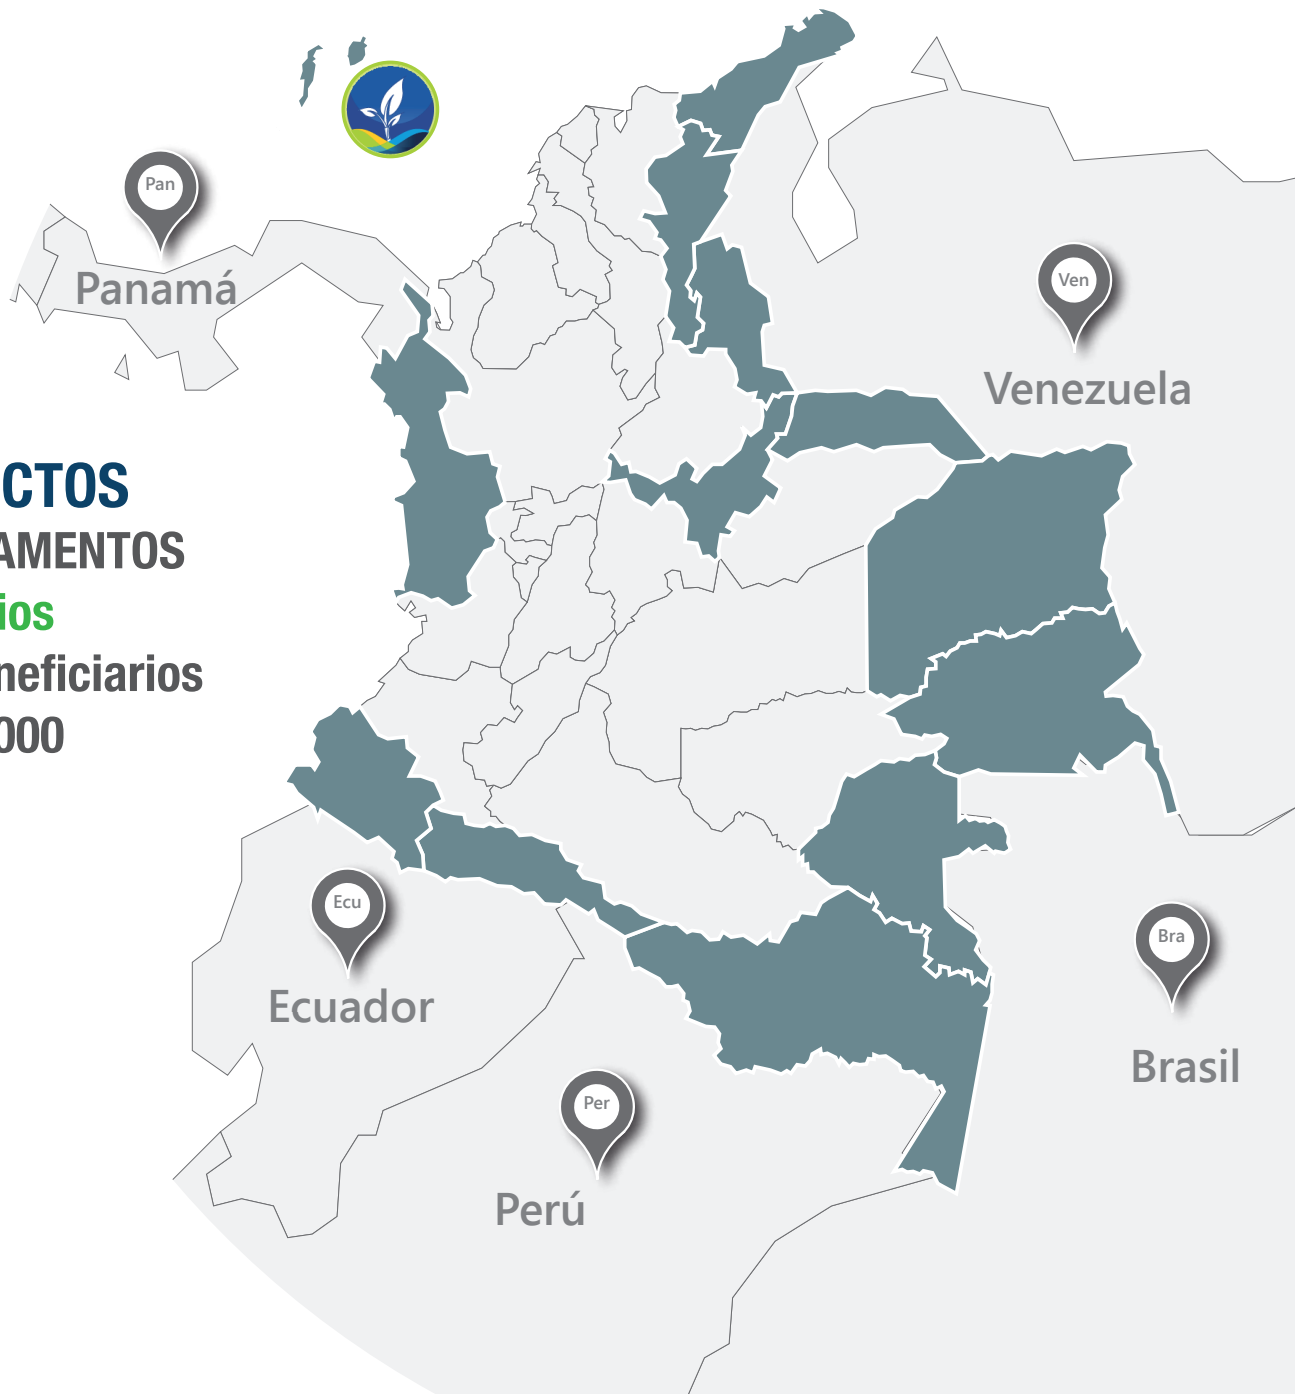 Pan
Panamá
Ven
Venezuela
CTOS
AMENTOS
ios
neficiarios
000
Ecu
Ecuador
Bra
Brasil
Per
Perú